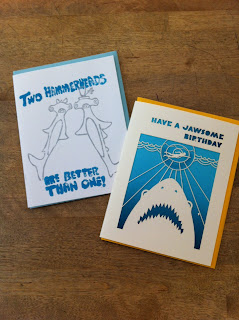 TWO HAMMERHEADS
ARE BETTER
THAN ONE!
HAVE A JAWSOME
BIRTHDAY